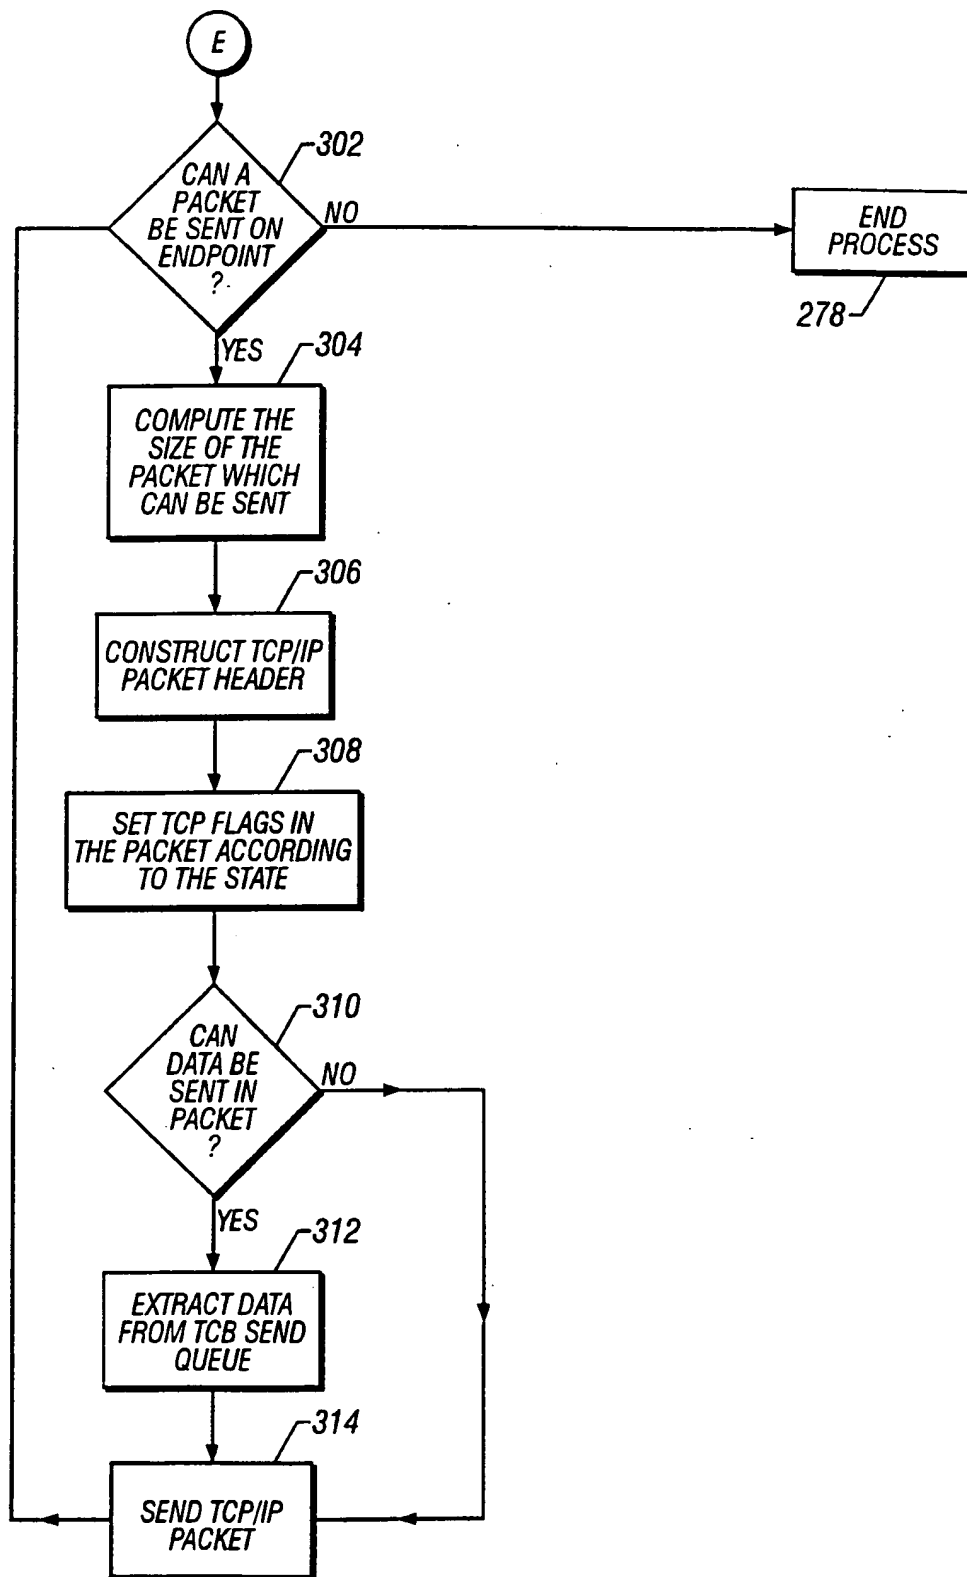 E
302
CAN A
PACKET
BE SENT ON
ENDPOINT
?
NO
END
PROCESS
278
YES
304
COMPUTE THE
SIZE OF THE
PACKET WHICH
CAN BE SENT
306
CONSTRUCT TCP/IP
PACKET HEADER
308
SET TCP FLAGS IN
THE PACKET ACCORDING
TO THE STATE
310
CAN
DATA BE
SENT IN
PACKET
?
NO
YES
312
EXTRACT DATA
FROM TCB SEND
QUEUE
314
SEND TCP/IP
PACKET